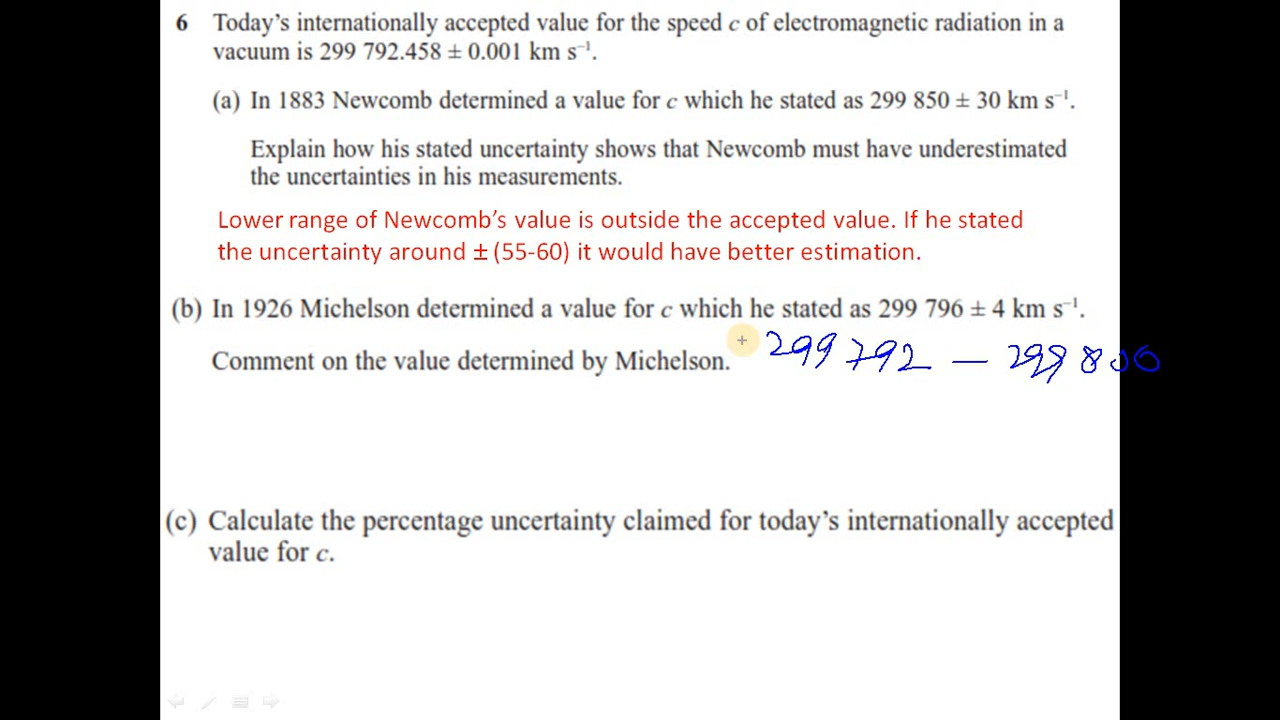 6 Today's internationally accepted value for the speed c of electromagnetic radiation in a
vacuum is 299 792.458 ± 0.001 km s⁻¹.
(a) In 1883 Newcomb determined a value for c which he stated as 299 850 ± 30 km s⁻¹.
Explain how his stated uncertainty shows that Newcomb must have underestimated
the uncertainties in his measurements.
Lower range of Newcomb's value is outside the accepted value. If he stated
the uncertainty around ± (55-60) it would have better estimation.
(b) In 1926 Michelson determined a value for c which he stated as 299 796 ± 4 km s⁻¹.
Comment on the value determined by Michelson. 299 792 — 299 800
(c) Calculate the percentage uncertainty claimed for today's internationally accepted
value for c.